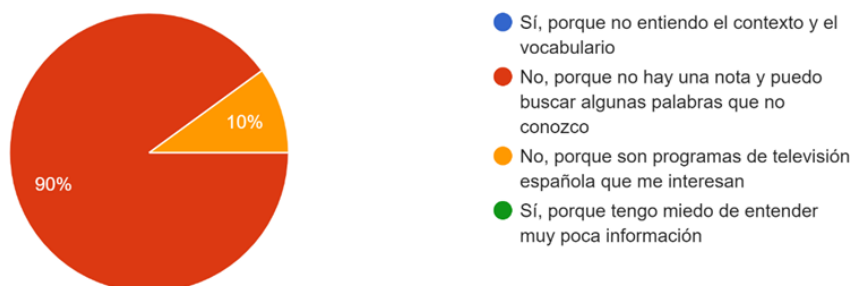 90%
10%
Sí, porque no entiendo el contexto y el
vocabulario
No, porque no hay una nota y puedo
buscar algunas palabras que no
conozco
No, porque son programas de televisión
española que me interesan
Sí, porque tengo miedo de entender
muy poca información